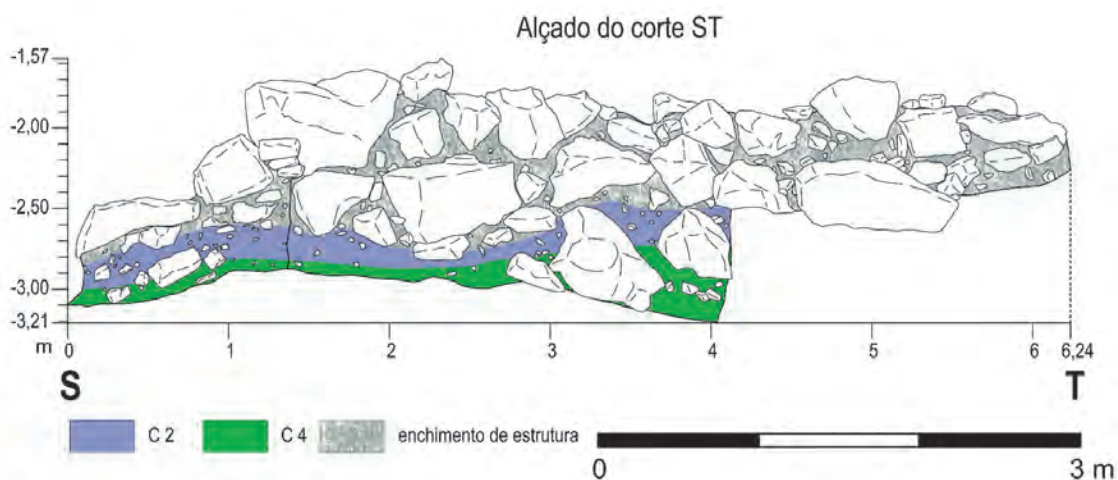 Alçado do corte ST
-1,57
-2,00
-2,50
-3,00
-3,21
m 0 1 2 3 4 5 6 6,24
S T
C 2 C 4 enchimento de estrutura
0 3 m